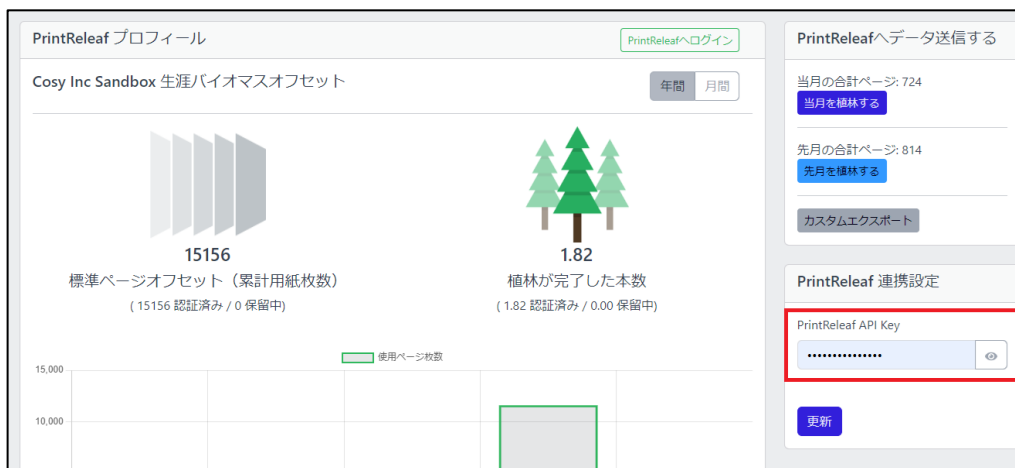 PrintReleaf プロフィール
PrintReleafへログイン
Cosy Inc Sandbox 生涯バイオマスオフセット
年間
月間
15156
標準ページオフセット（累計用紙枚数）
( 15156 認証済み / 0 保留中)
1.82
植林が完了した本数
( 1.82 認証済み / 0.00 保留中)
使用ページ枚数
15,000
10,000
PrintReleafへデータ送信する
当月の合計ページ: 724
当月を植林する
先月の合計ページ: 814
先月を植林する
カスタムエクスポート
PrintReleaf 連携設定
PrintReleaf API Key
•••••••••••••••
更新